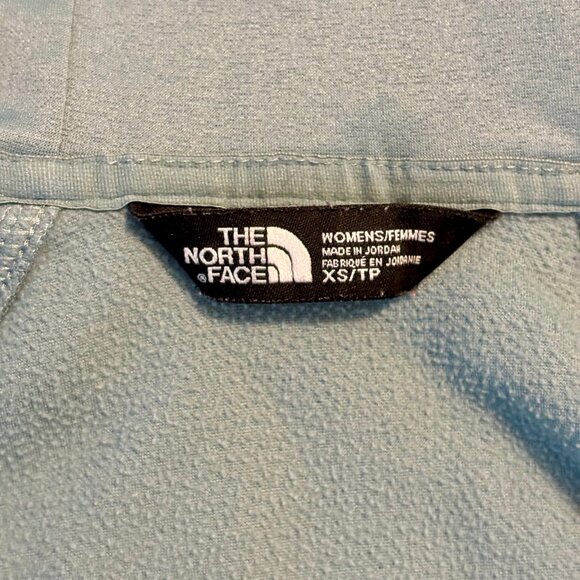 THE
NORTH
®FACE
WOMENS/FEMMES
MADE IN JORDAN
FABRIQUÉ EN JORDANIE
XS/TP